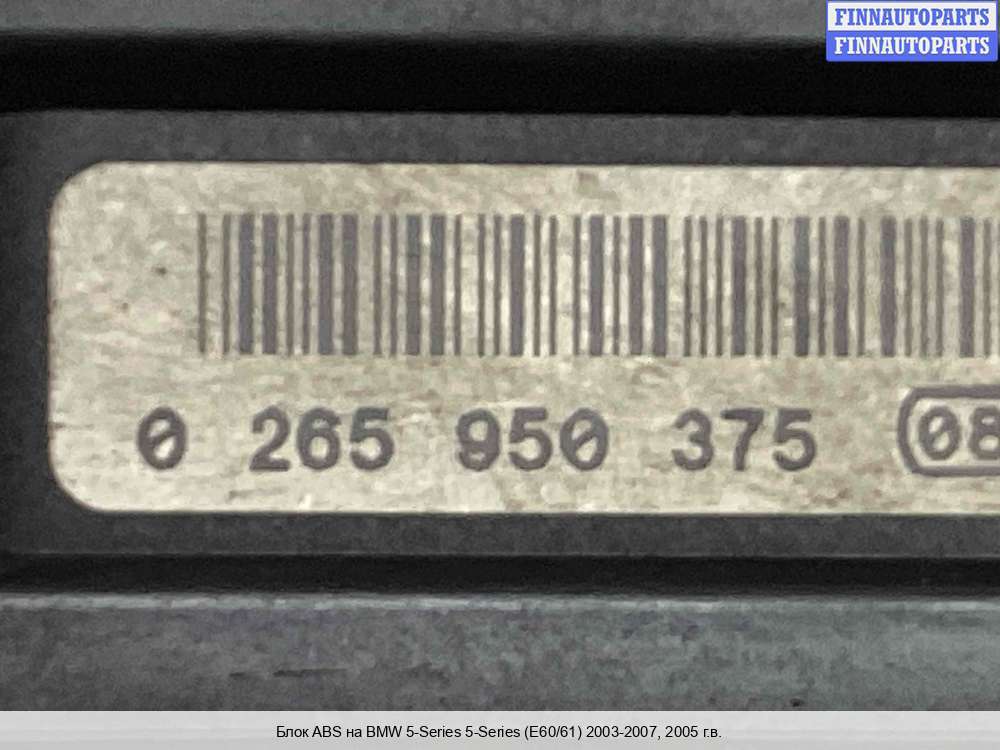 FINNAUTOPARTS
FINNAUTOPARTS
0 265 950 375 08
Блок ABS на BMW 5-Series 5-Series (E60/61) 2003-2007, 2005 г.в.